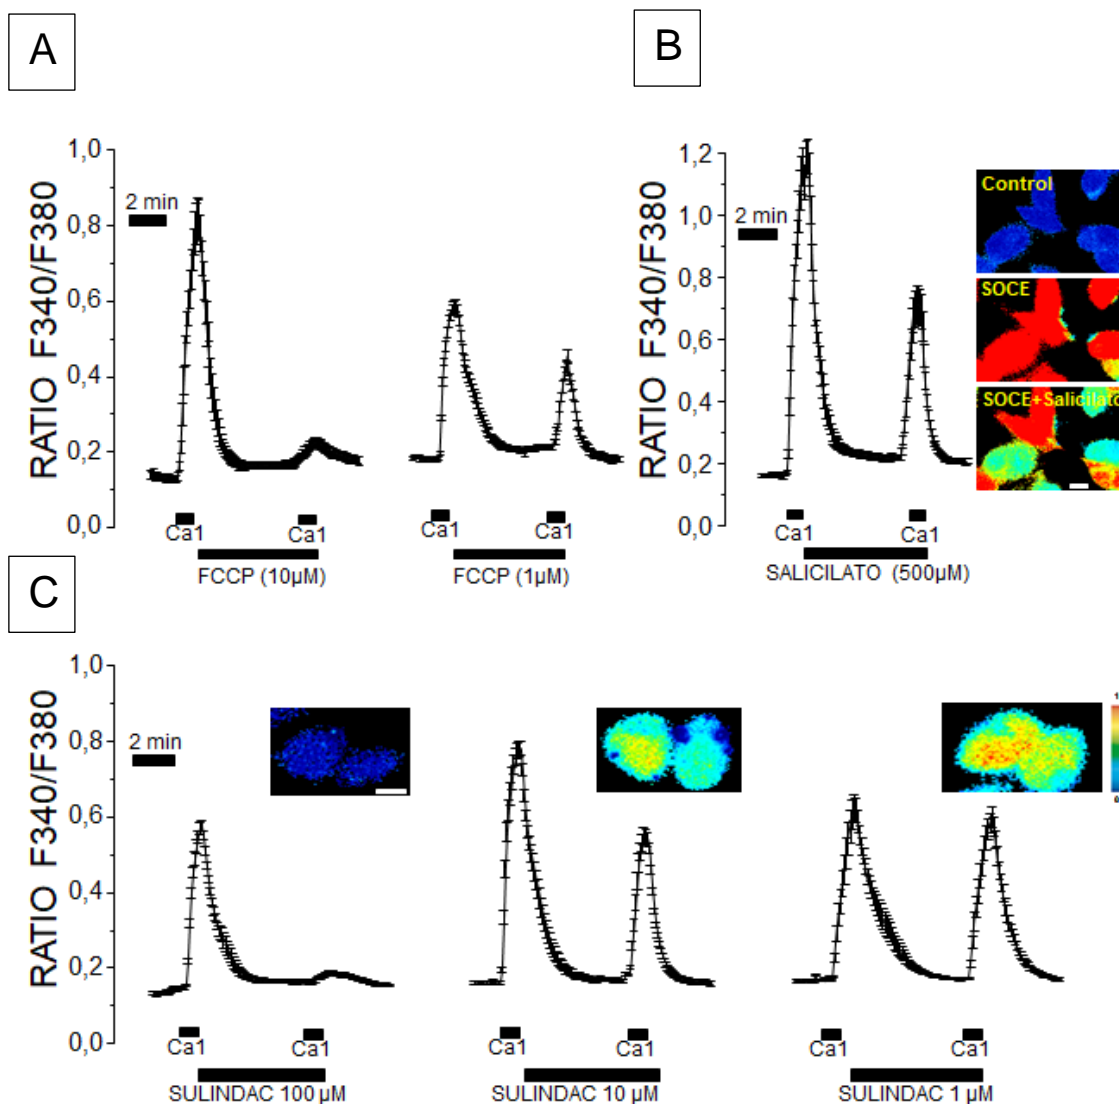 A
B
RATIO F340/F380
1,0
0,8
0,6
0,4
0,2
0,0
2 min
Ca1
Ca1
FCCP (10µM)
Ca1
Ca1
FCCP (1µM)
RATIO F340/F380
1,2
1,0
0,8
0,6
0,4
0,2
0,0
2 min
Ca1
Ca1
SALICILATO (500µM)
Control
SOCE
SOCE+Salicilato
C
RATIO F340/F380
1,0
0,8
0,6
0,4
0,2
0,0
2 min
Ca1
Ca1
SULINDAC 100 µM
Ca1
Ca1
SULINDAC 10 µM
Ca1
Ca1
SULINDAC 1 µM